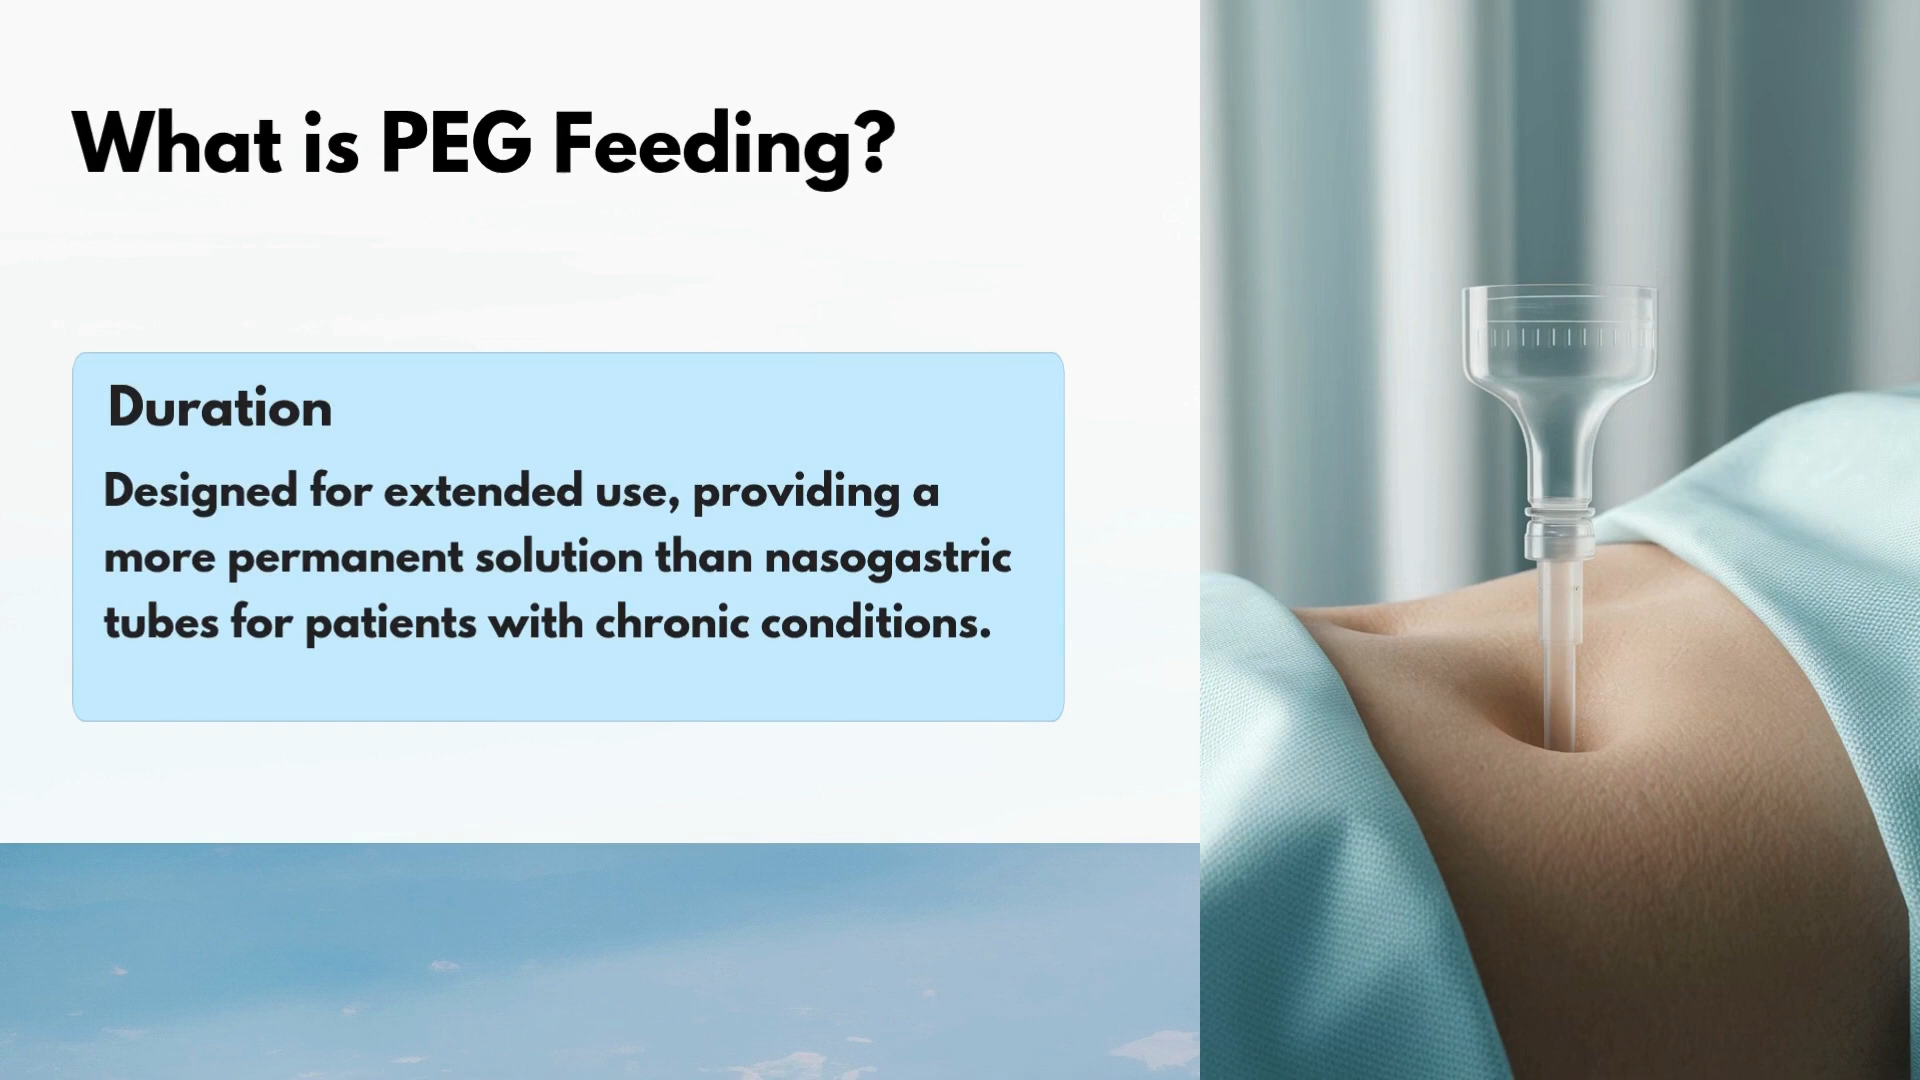 What is PEG Feeding?
Duration
Designed for extended use, providing a
more permanent solution than nasogastric
tubes for patients with chronic conditions.